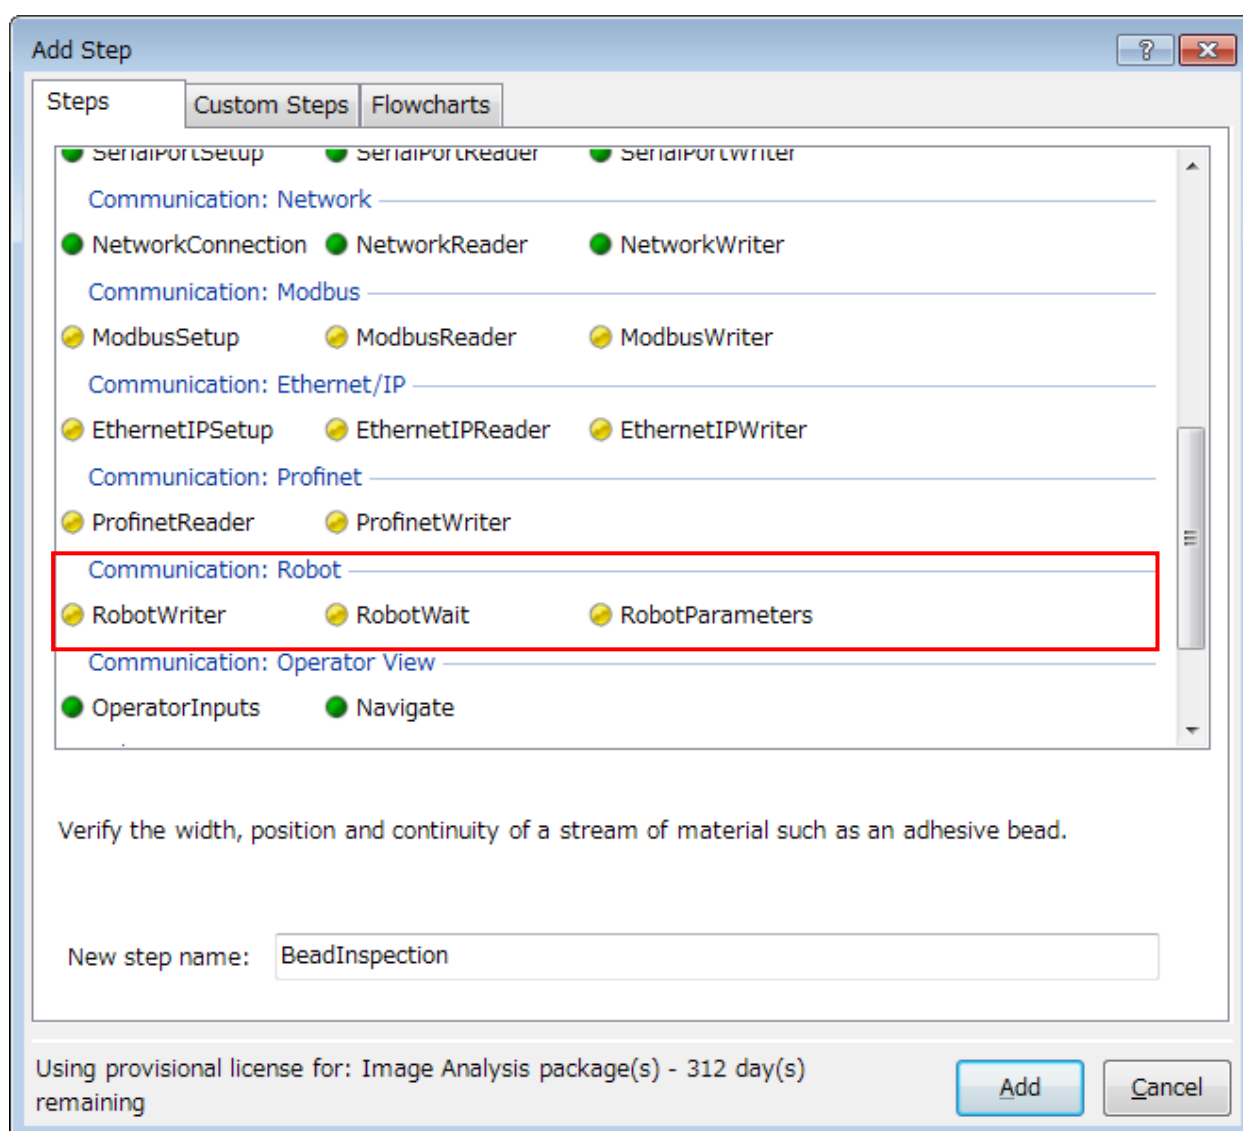 Add Step
Steps Custom Steps Flowcharts
SerialPortSetup SerialPortReader SerialPortWriter
Communication: Network
NetworkConnection NetworkReader NetworkWriter
Communication: Modbus
ModbusSetup ModbusReader ModbusWriter
Communication: Ethernet/IP
EthernetIPSetup EthernetIPReader EthernetIPWriter
Communication: Profinet
ProfinetReader ProfinetWriter
Communication: Robot
RobotWriter RobotWait RobotParameters
Communication: Operator View
OperatorInputs Navigate
Verify the width, position and continuity of a stream of material such as an adhesive bead.
New step name: BeadInspection
Using provisional license for: Image Analysis package(s) - 312 day(s)
remaining
Add Cancel